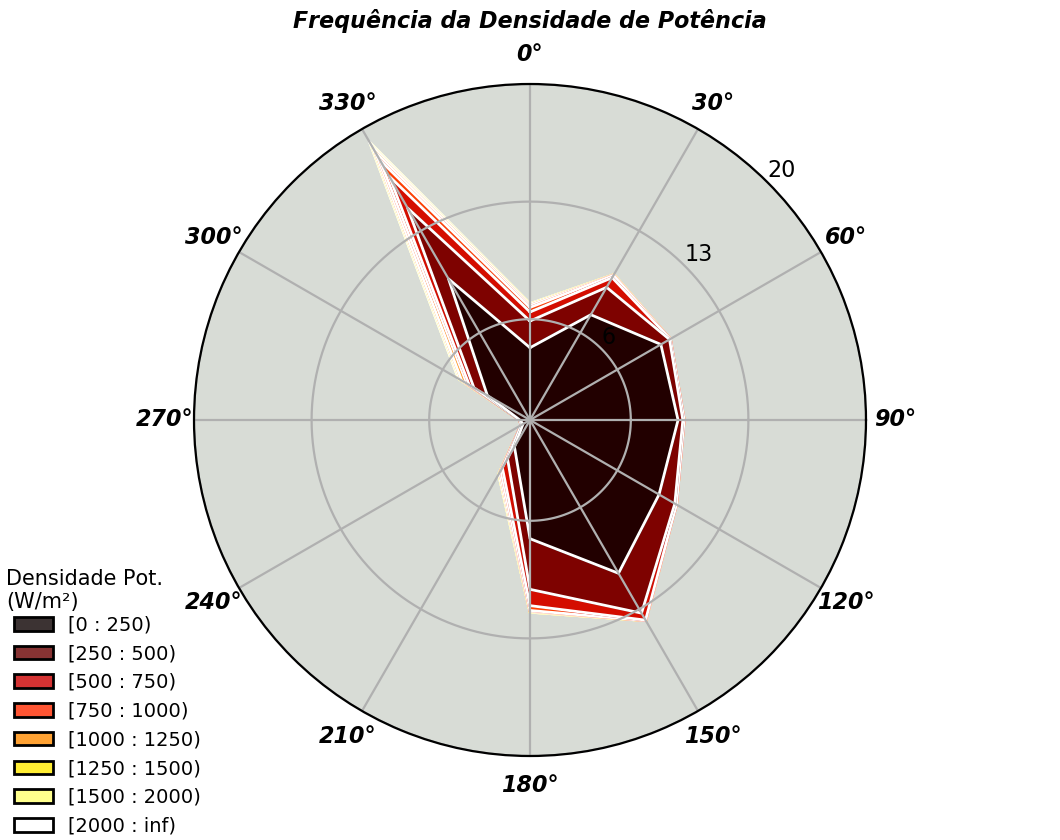 Frequência da Densidade de Potência
0°
330°
30°
20
300°
60°
13
6
270°
90°
Densidade Pot.
(W/m²)
240°
120°
[0 : 250)
[250 : 500)
[500 : 750)
[750 : 1000)
210°
150°
[1000 : 1250)
[1250 : 1500)
180°
[1500 : 2000)
[2000 : inf)